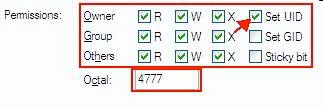 Permissions: Owner R W X Set UID
Group R W X Set GID
Others R W X Sticky bit
Octal: 4777